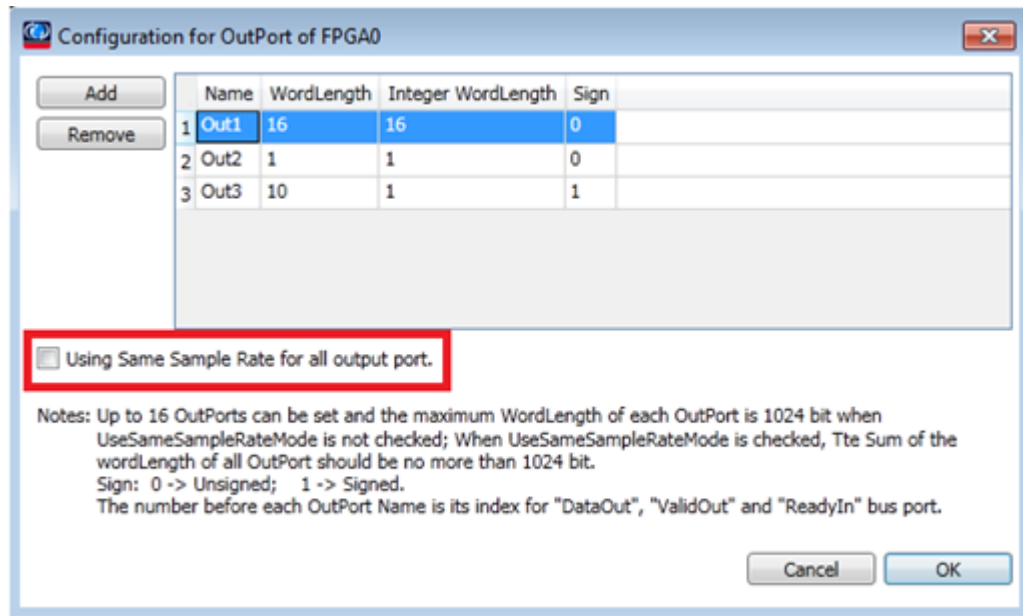 Configuration for OutPort of FPGA0
Add
Remove
Name WordLength Integer WordLength Sign
1 Out1 16 16 0
2 Out2 1 1 0
3 Out3 10 1 1
Using Same Sample Rate for all output port.
Notes: Up to 16 OutPorts can be set and the maximum WordLength of each OutPort is 1024 bit when
UseSameSampleRateMode is not checked; When UseSameSampleRateMode is checked, Tte Sum of the
wordLength of all OutPort should be no more than 1024 bit.
Sign: 0 -> Unsigned; 1 -> Signed.
The number before each OutPort Name is its index for "DataOut", "ValidOut" and "ReadyIn" bus port.
Cancel OK